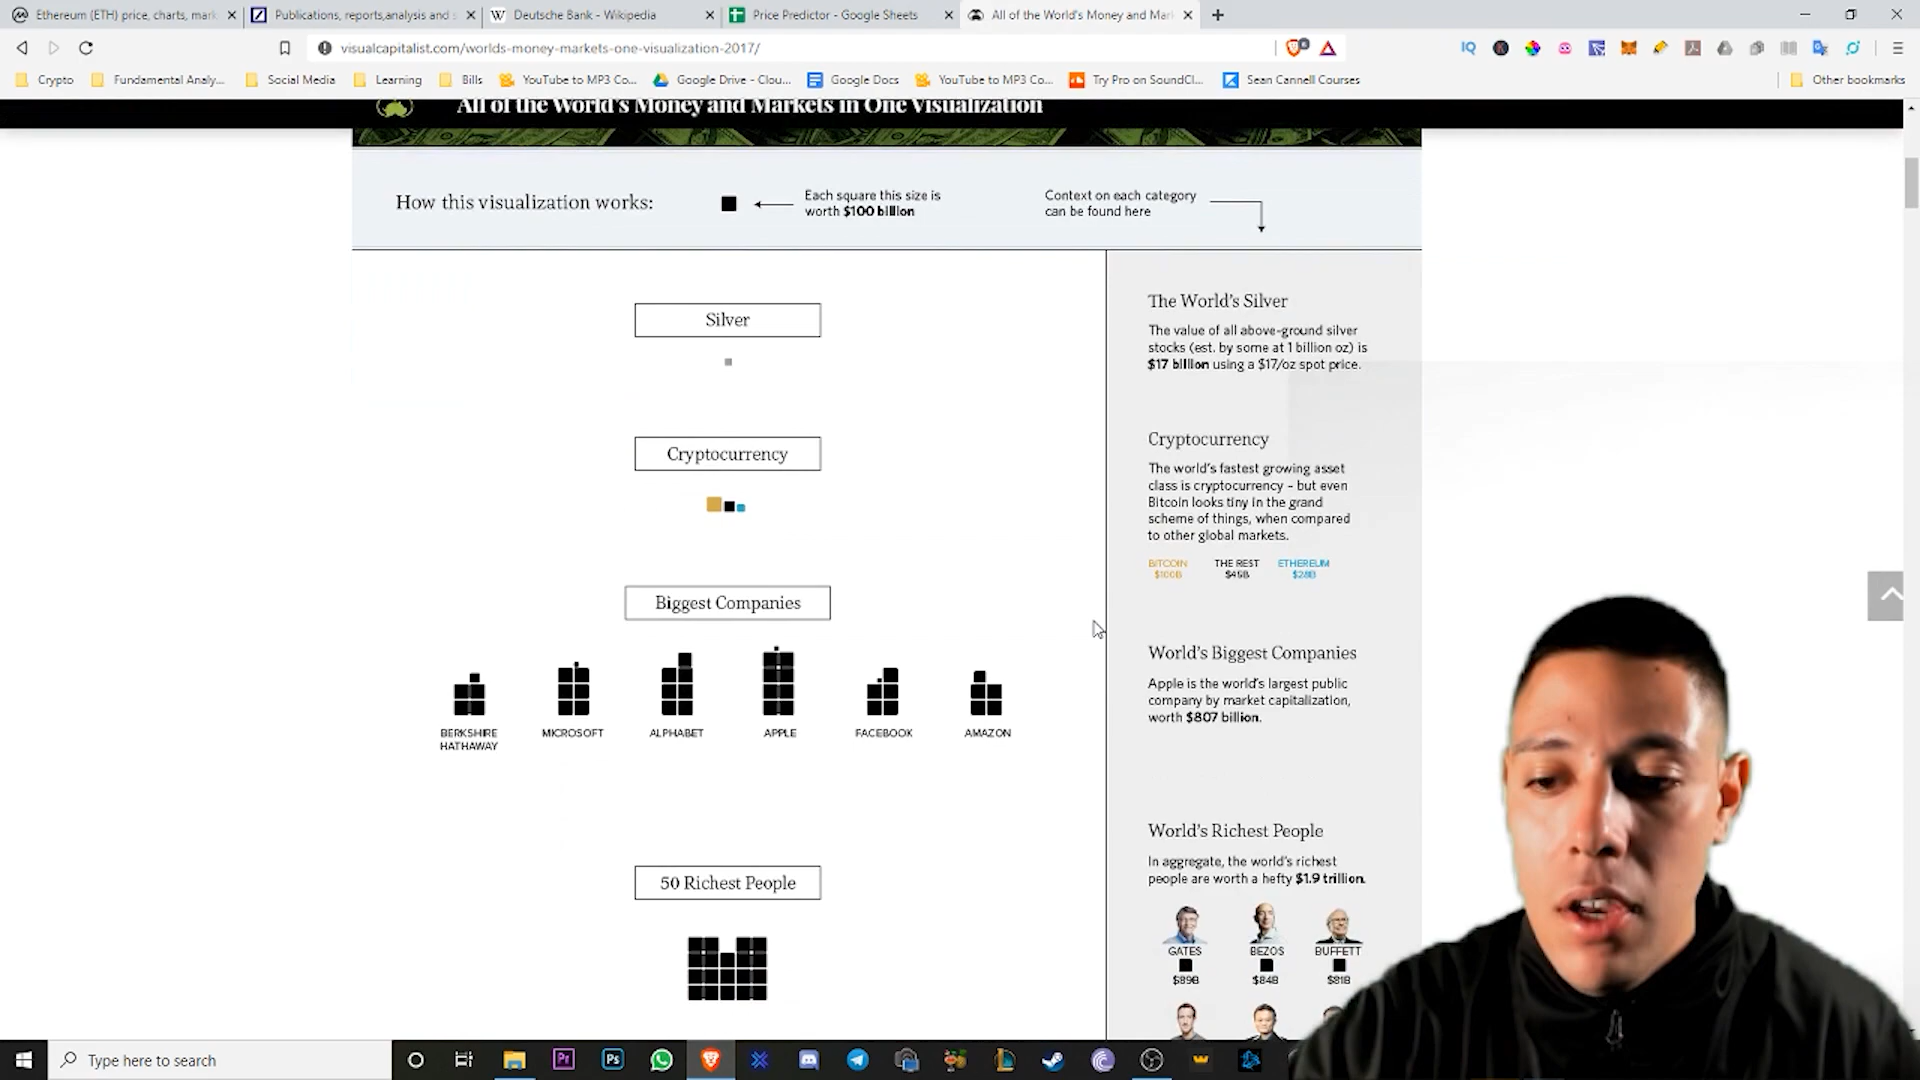 Ethereum (ETH) price, charts, mark
Publications, reports,analysis and s
Deutsche Bank - Wikipedia
Price Predictor - Google Sheets
All of the World's Money and Mar
visualcapitalist.com/worlds-money-markets-one-visualization-2017/
Crypto
Fundamental Analy...
Social Media
Learning
Bills
YouTube to MP3 Co...
Google Drive - Clou...
Google Docs
YouTube to MP3 Co...
Try Pro on SoundCl...
Sean Cannell Courses
Other bookmarks
All of the World's Money and Markets in One Visualization
How this visualization works:
Each square this size is
worth $100 billion
Context on each category
can be found here
Silver
The World's Silver
The value of all above-ground silver
stocks (est. by some at 1 billion oz) is
$17 billion using a $17/oz spot price.
Cryptocurrency
Cryptocurrency
The world's fastest growing asset
class is cryptocurrency - but even
Bitcoin looks tiny in the grand
scheme of things, when compared
to other global markets.
BITCOIN
$100B
THE REST
$45B
ETHEREUM
$28B
Biggest Companies
BERKSHIRE
HATHAWAY
MICROSOFT
ALPHABET
APPLE
FACEBOOK
AMAZON
World's Biggest Companies
Apple is the world's largest public
company by market capitalization,
worth $807 billion.
50 Richest People
World's Richest People
In aggregate, the world's richest
people are worth a hefty $1.9 trillion.
GATES
$89B
BEZOS
$84B
BUFFETT
$81B
Type here to search